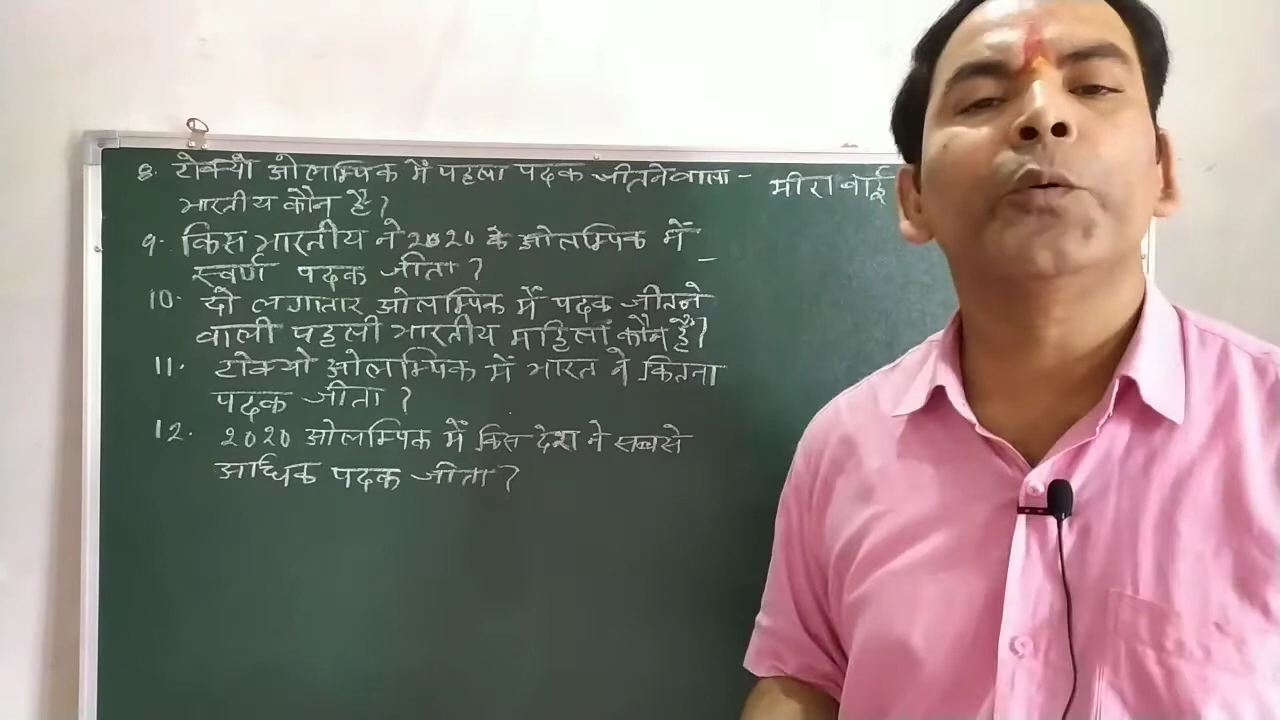 8. टोक्यो ओलम्पिक में पहला पदक जीतनेवाला - मीरा बाई
भारतीय कौन है?
9. किस भारतीय ने 2020 के ओलम्पिक में -
स्वर्ण पदक जीता?
10. दो लगातार ओलम्पिक में पदक जीतने
वाली पहली भारतीय महिला कौन है?
11. टोक्यो ओलम्पिक में भारत ने कितना
पदक जीता?
12. 2020 ओलम्पिक में किस देश ने सबसे
अधिक पदक जीता?